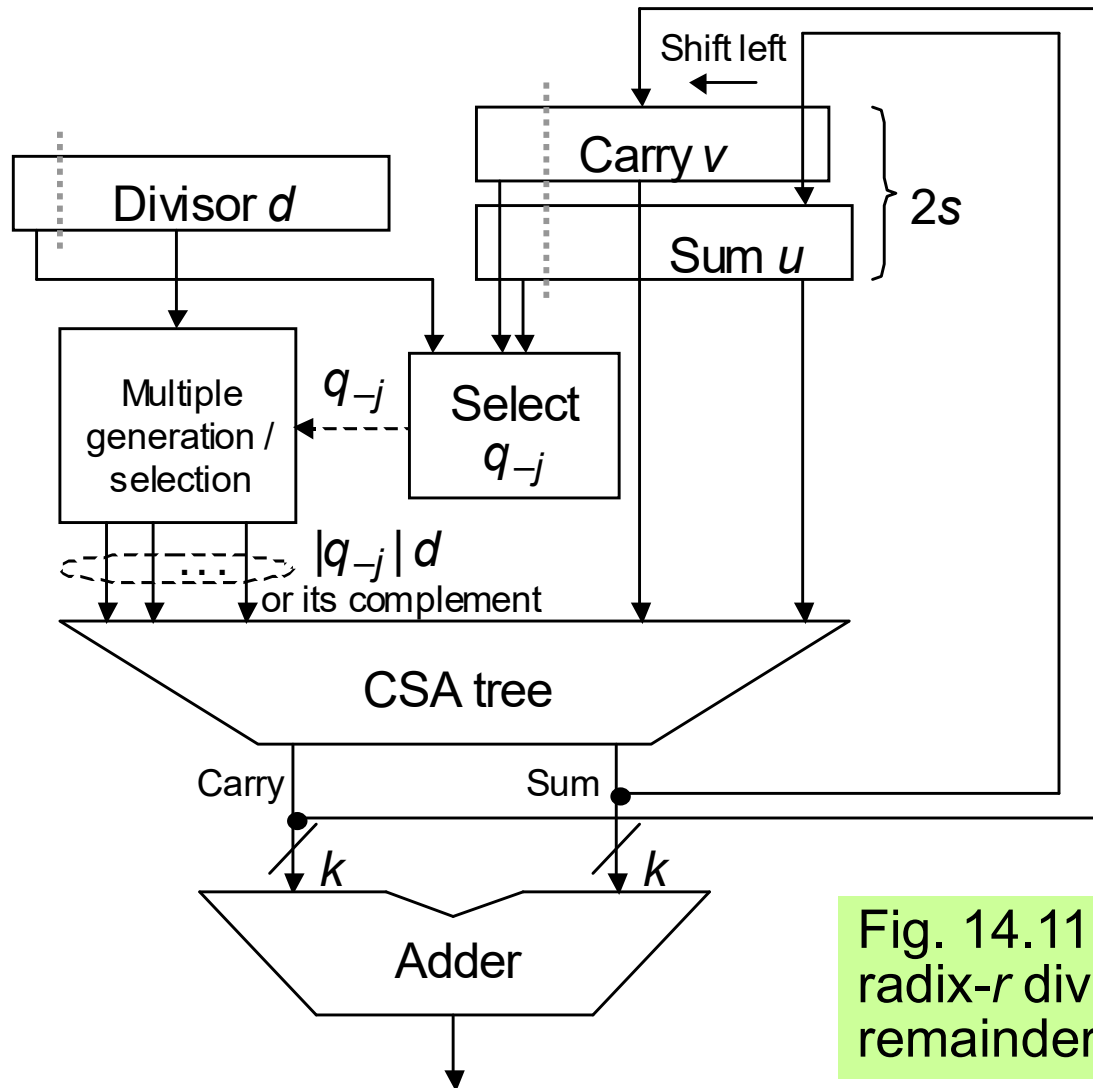 Shift left
Carry v
Divisor d
2s
Sum u
Multiple
generation /
selection
q–j
Select
q–j
...
|q–j| d
or its complement
CSA tree
Carry
Sum
k
k
Adder
Fig. 14.11
radix-r div
remainder